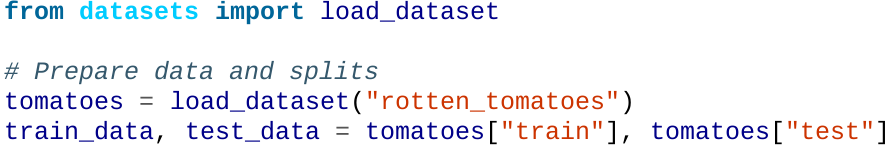 from datasets import load_dataset
# Prepare data and splits
tomatoes = load_dataset("rotten_tomatoes")
train_data, test_data = tomatoes["train"], tomatoes["test"]